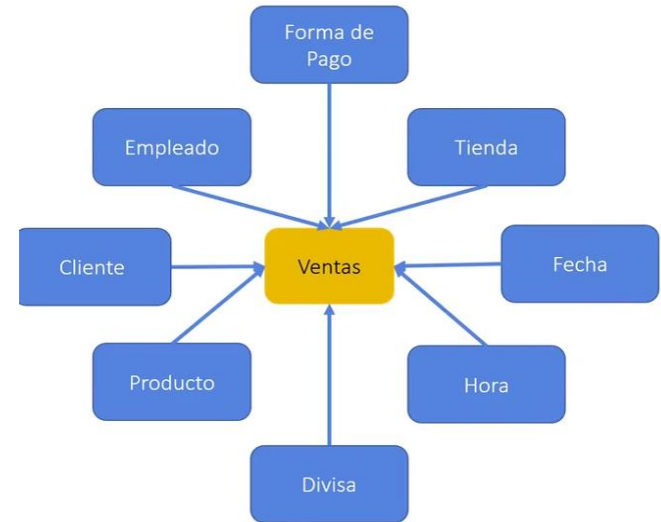 Forma de
Pago
Empleado
Tienda
Cliente
Ventas
Fecha
Producto
Hora
Divisa